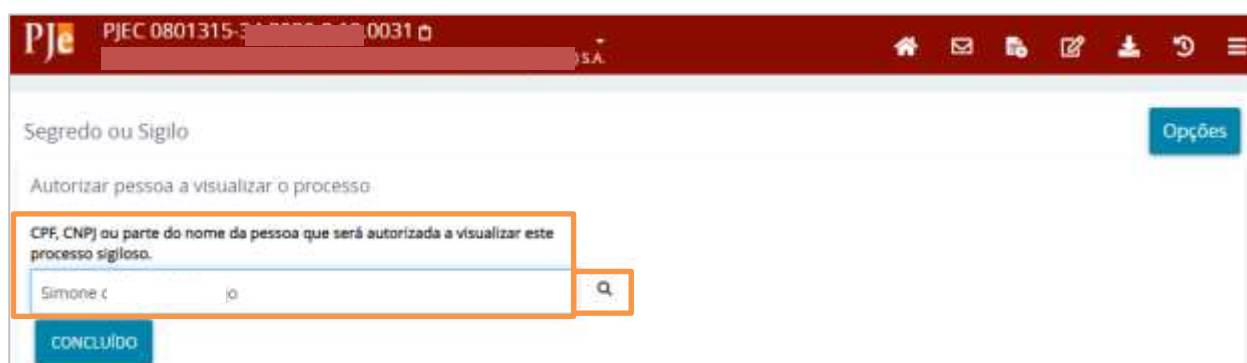 PJe PJEC 0801315-3 .0031
S.A.
Segredo ou Sigilo
Opções
Autorizar pessoa a visualizar o processo
CPF, CNPJ ou parte do nome da pessoa que será autorizada a visualizar este
processo sigiloso.
Simone
CONCLUÍDO